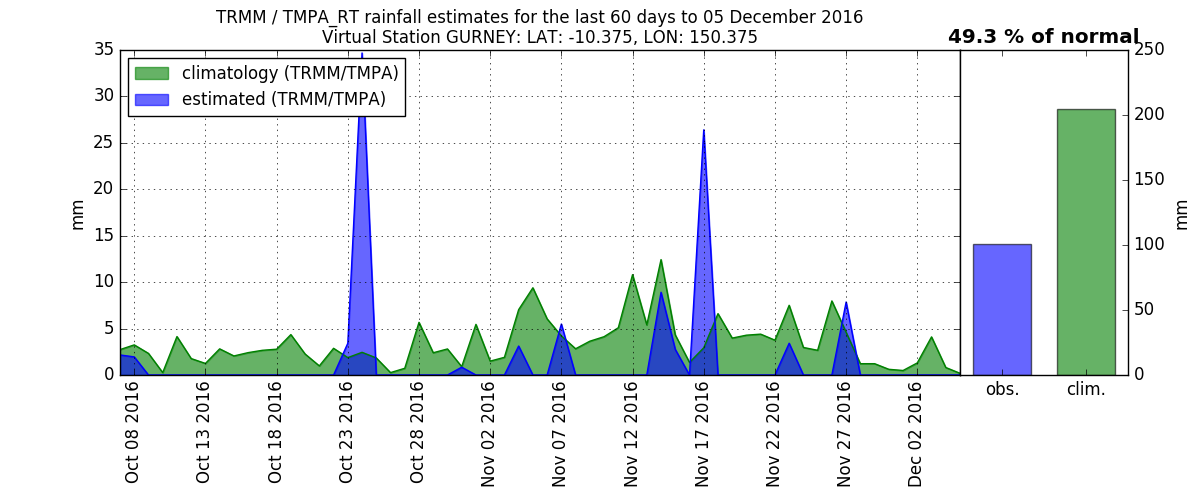 TRMM / TMPA_RT rainfall estimates for the last 60 days to 05 December 2016
Virtual Station GURNEY: LAT: -10.375, LON: 150.375
49.3 % of normal
climatology (TRMM/TMPA)
estimated (TRMM/TMPA)
35
30
25
20
15
10
5
0
mm
Oct 08 2016
Oct 13 2016
Oct 18 2016
Oct 23 2016
Oct 28 2016
Nov 02 2016
Nov 07 2016
Nov 12 2016
Nov 17 2016
Nov 22 2016
Nov 27 2016
Dec 02 2016
obs.
clim.
250
200
150
100
50
0
mm